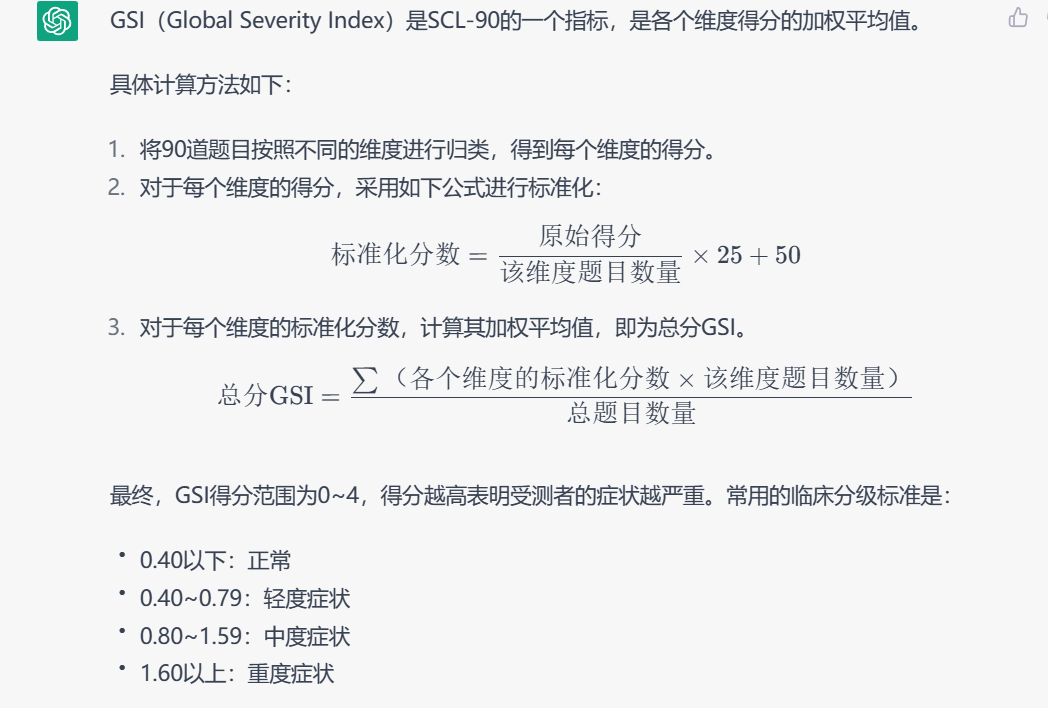 GSI（Global Severity Index）是SCL-90的一个指标，是各个维度得分的加权平均值。
具体计算方法如下：
1. 将90道题目按照不同的维度进行归类，得到每个维度的得分。
2. 对于每个维度的得分，采用如下公式进行标准化：
标准化分数 = 原始得分 / 该维度题目数量 × 25 + 50
3. 对于每个维度的标准化分数，计算其加权平均值，即为总分GSI。
总分GSI = ∑（各个维度的标准化分数 × 该维度题目数量） / 总题目数量
最终，GSI得分范围为0~4，得分越高表明受测者的症状越严重。常用的临床分级标准是：
• 0.40以下：正常
• 0.40~0.79：轻度症状
• 0.80~1.59：中度症状
• 1.60以上：重度症状